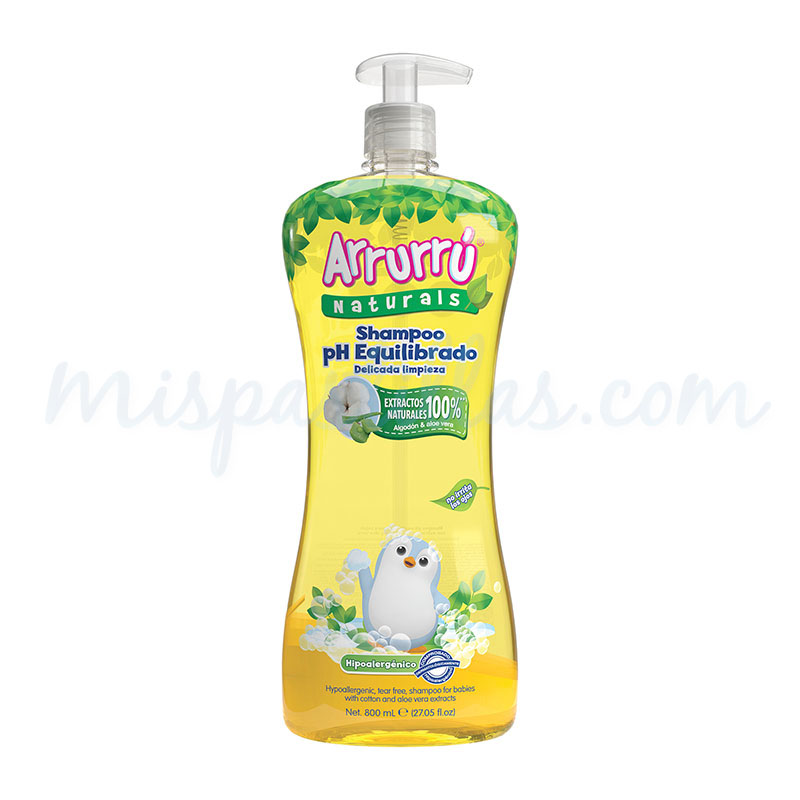 Arrurrú®
Naturals
Shampoo
pH Equilibrado
Delicada limpieza
EXTRACTOS
NATURALES 100%
Algodón & aloe vera
no irrita
los ojos
Hipoalergénico
COMPROBADO
Hypoallergenic, tear free, shampoo for babies
with cotton and aloe vera extracts
Net. 800 mL ℮ (27.05 fl.oz)